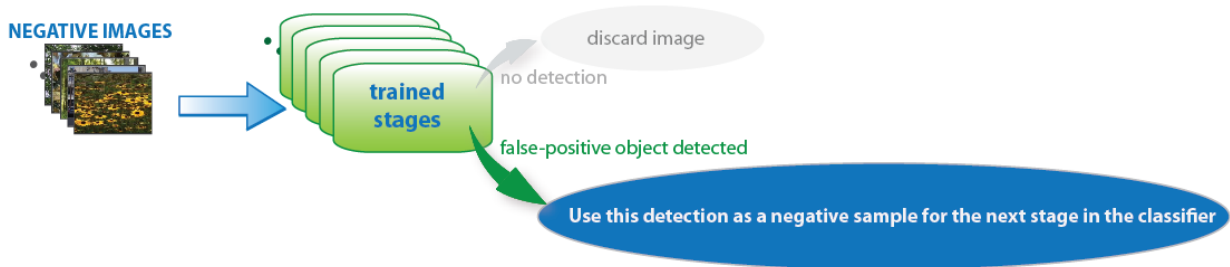 NEGATIVE IMAGES
discard image
no detection
trained
stages
false-positive object detected
Use this detection as a negative sample for the next stage in the classifier